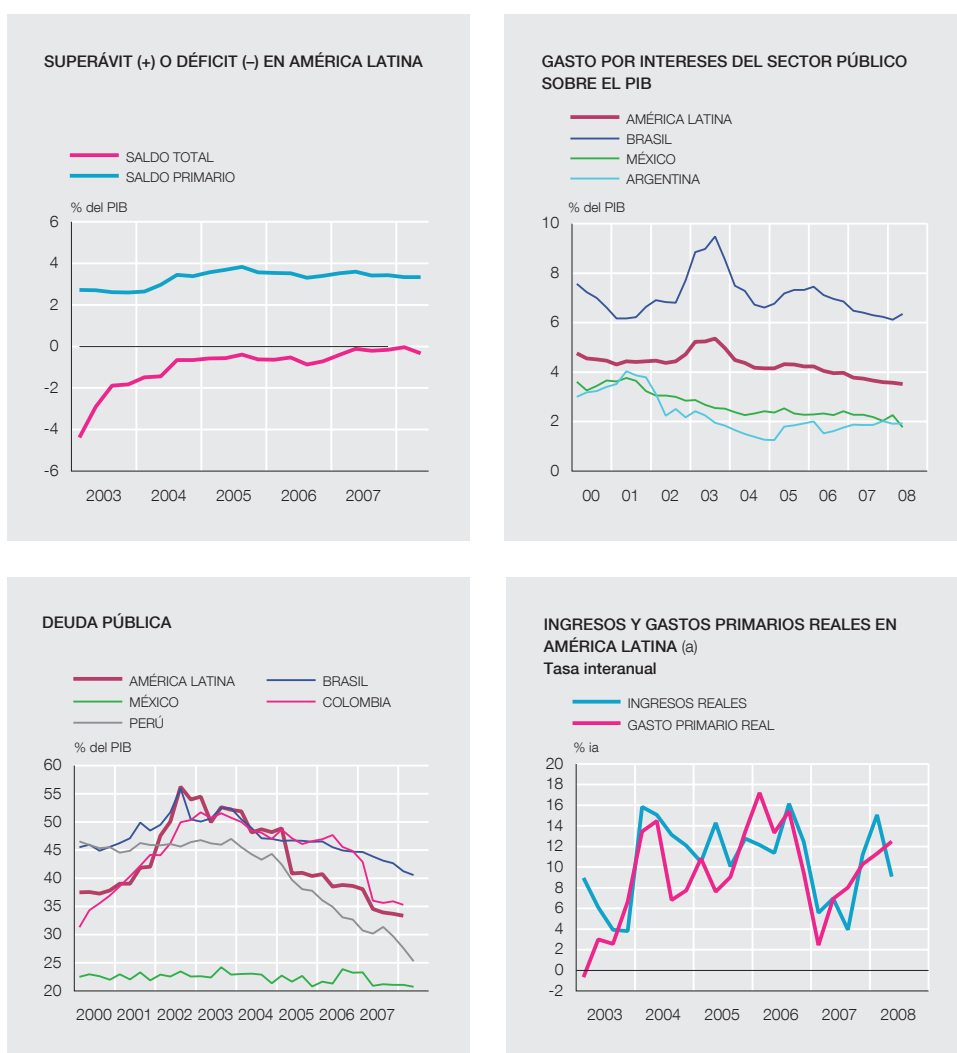 SUPERÁVIT (+) O DÉFICIT (–) EN AMÉRICA LATINA
SALDO TOTAL
SALDO PRIMARIO
% del PIB
6
4
2
0
-2
-4
-6
2003 2004 2005 2006 2007
GASTO POR INTERESES DEL SECTOR PÚBLICO
SOBRE EL PIB
AMÉRICA LATINA
BRASIL
MÉXICO
ARGENTINA
% del PIB
10
8
6
4
2
0
00 01 02 03 04 05 06 07 08
DEUDA PÚBLICA
AMÉRICA LATINA BRASIL
MÉXICO COLOMBIA
PERÚ
% del PIB
60
55
50
45
40
35
30
25
20
2000 2001 2002 2003 2004 2005 2006 2007
INGRESOS Y GASTOS PRIMARIOS REALES EN
AMÉRICA LATINA (a)
Tasa interanual
INGRESOS REALES
GASTO PRIMARIO REAL
% ia
20
18
16
14
12
10
8
6
4
2
0
-2
2003 2004 2005 2006 2007 2008